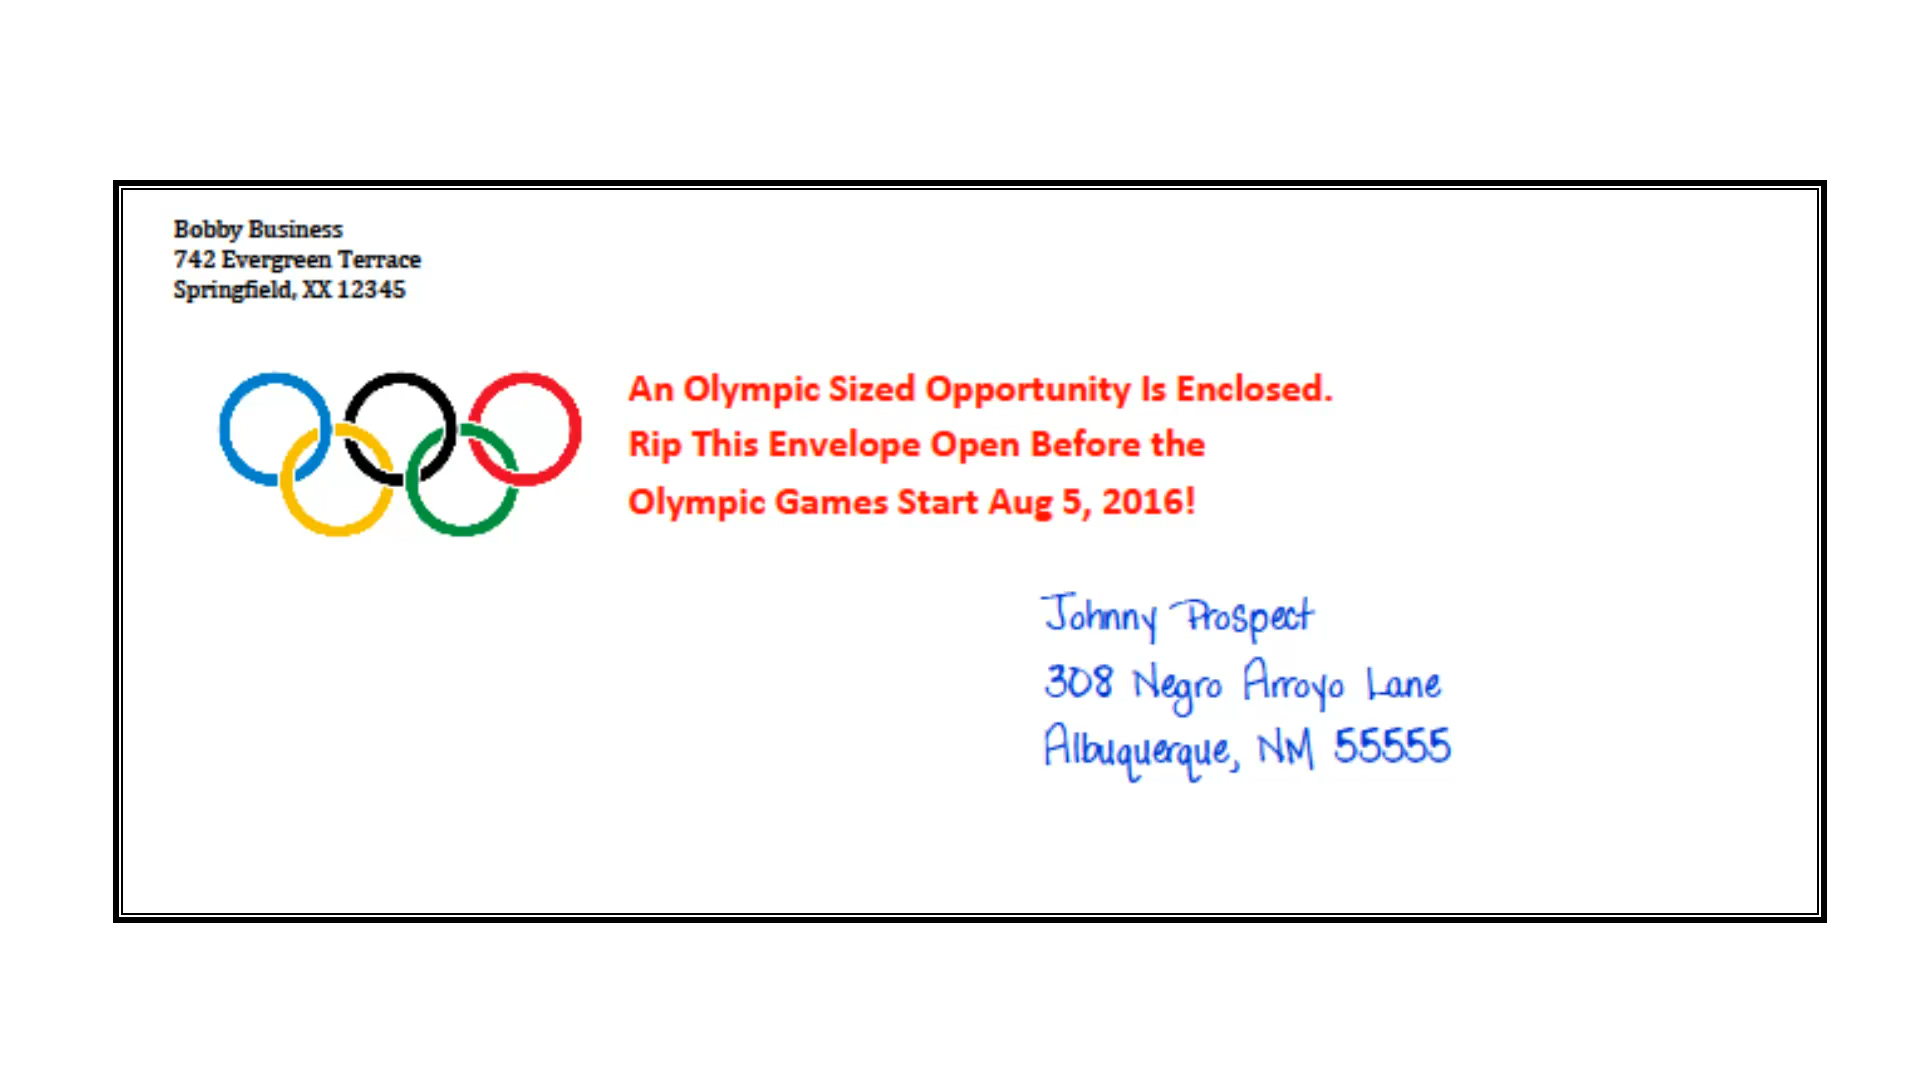 Bobby Business
742 Evergreen Terrace
Springfield, XX 12345
An Olympic Sized Opportunity Is Enclosed.
Rip This Envelope Open Before the
Olympic Games Start Aug 5, 2016!
Johnny Prospect
308 Negro Arroyo Lane
Albuquerque, NM 55555